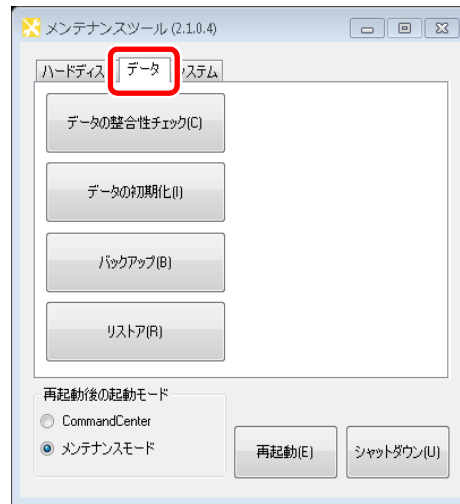 メンテナンスツール (2.1.0.4)
ハードディス データ システム
データの整合性チェック(C)
データの初期化(I)
バックアップ(B)
リストア(R)
再起動後の起動モード
CommandCenter
メンテナンスモード
再起動(E) シャットダウン(U)